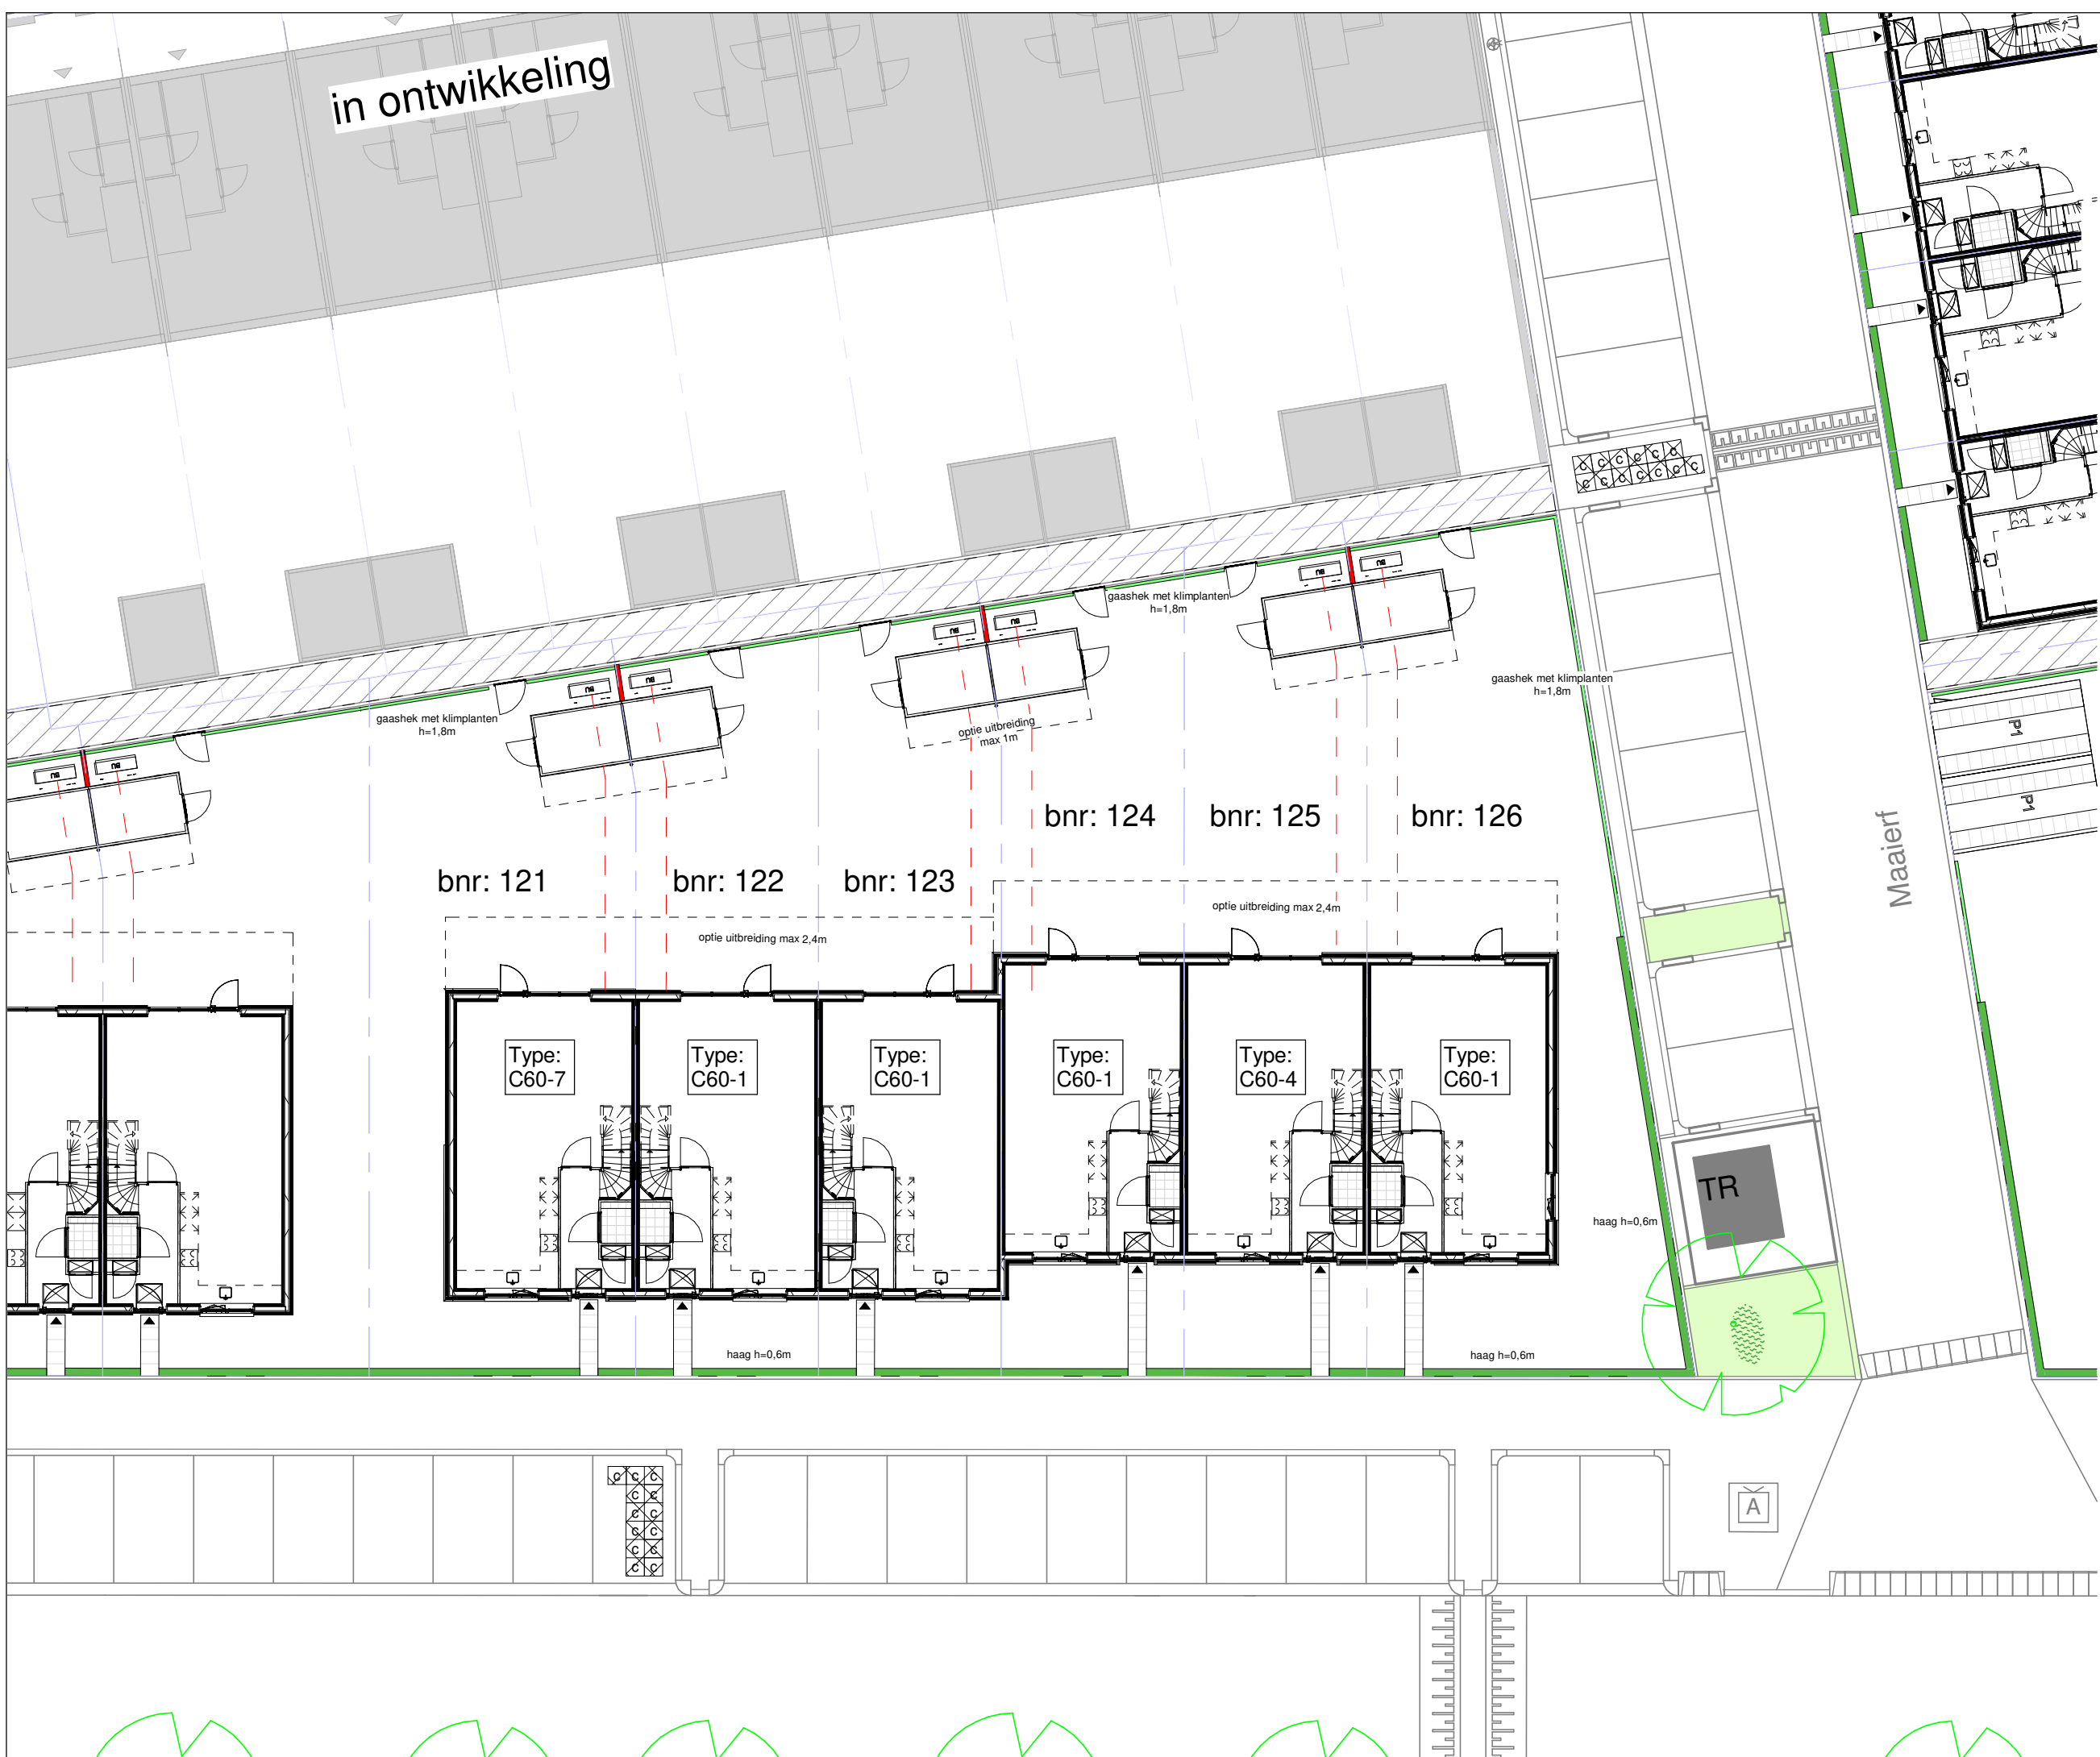 in ontwikkeling
C C C C C C
C C C C C C C
gaashek met klimplanten
h=1,8m
gaashek met klimplanten
h=1,8m
gaashek met klimplanten
h=1,8m
optie uitbreiding
max 1m
P1
P1
bnr: 124
bnr: 125
bnr: 126
Maaierf
bnr: 121
bnr: 122
bnr: 123
optie uitbreiding max 2,4m
optie uitbreiding max 2,4m
Type:
C60-7
Type:
C60-1
Type:
C60-1
Type:
C60-1
Type:
C60-4
Type:
C60-1
TR
haag h=0,6m
haag h=0,6m
haag h=0,6m
C C C
C C
C C
C C
C C
C C
A